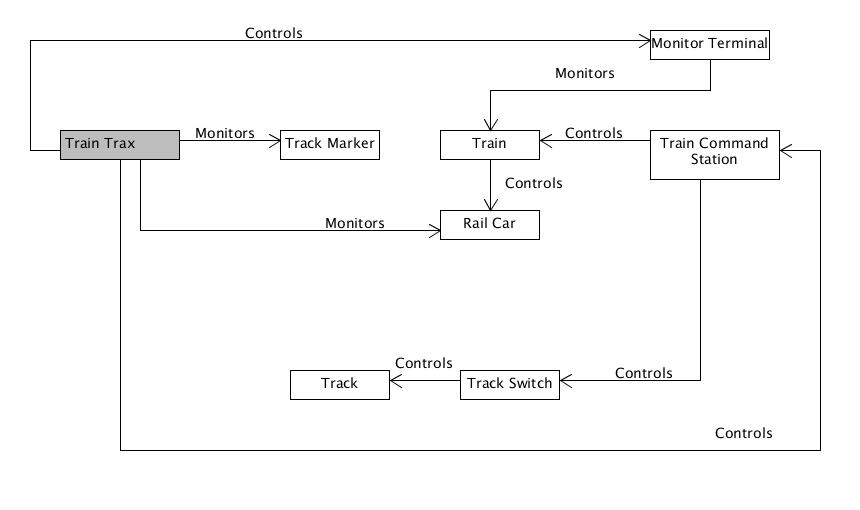 Controls
Monitor Terminal
Monitors
Train Trax
Monitors
Track Marker
Train
Controls
Train Command
Station
Controls
Monitors
Rail Car
Controls
Track
Track Switch
Controls
Controls